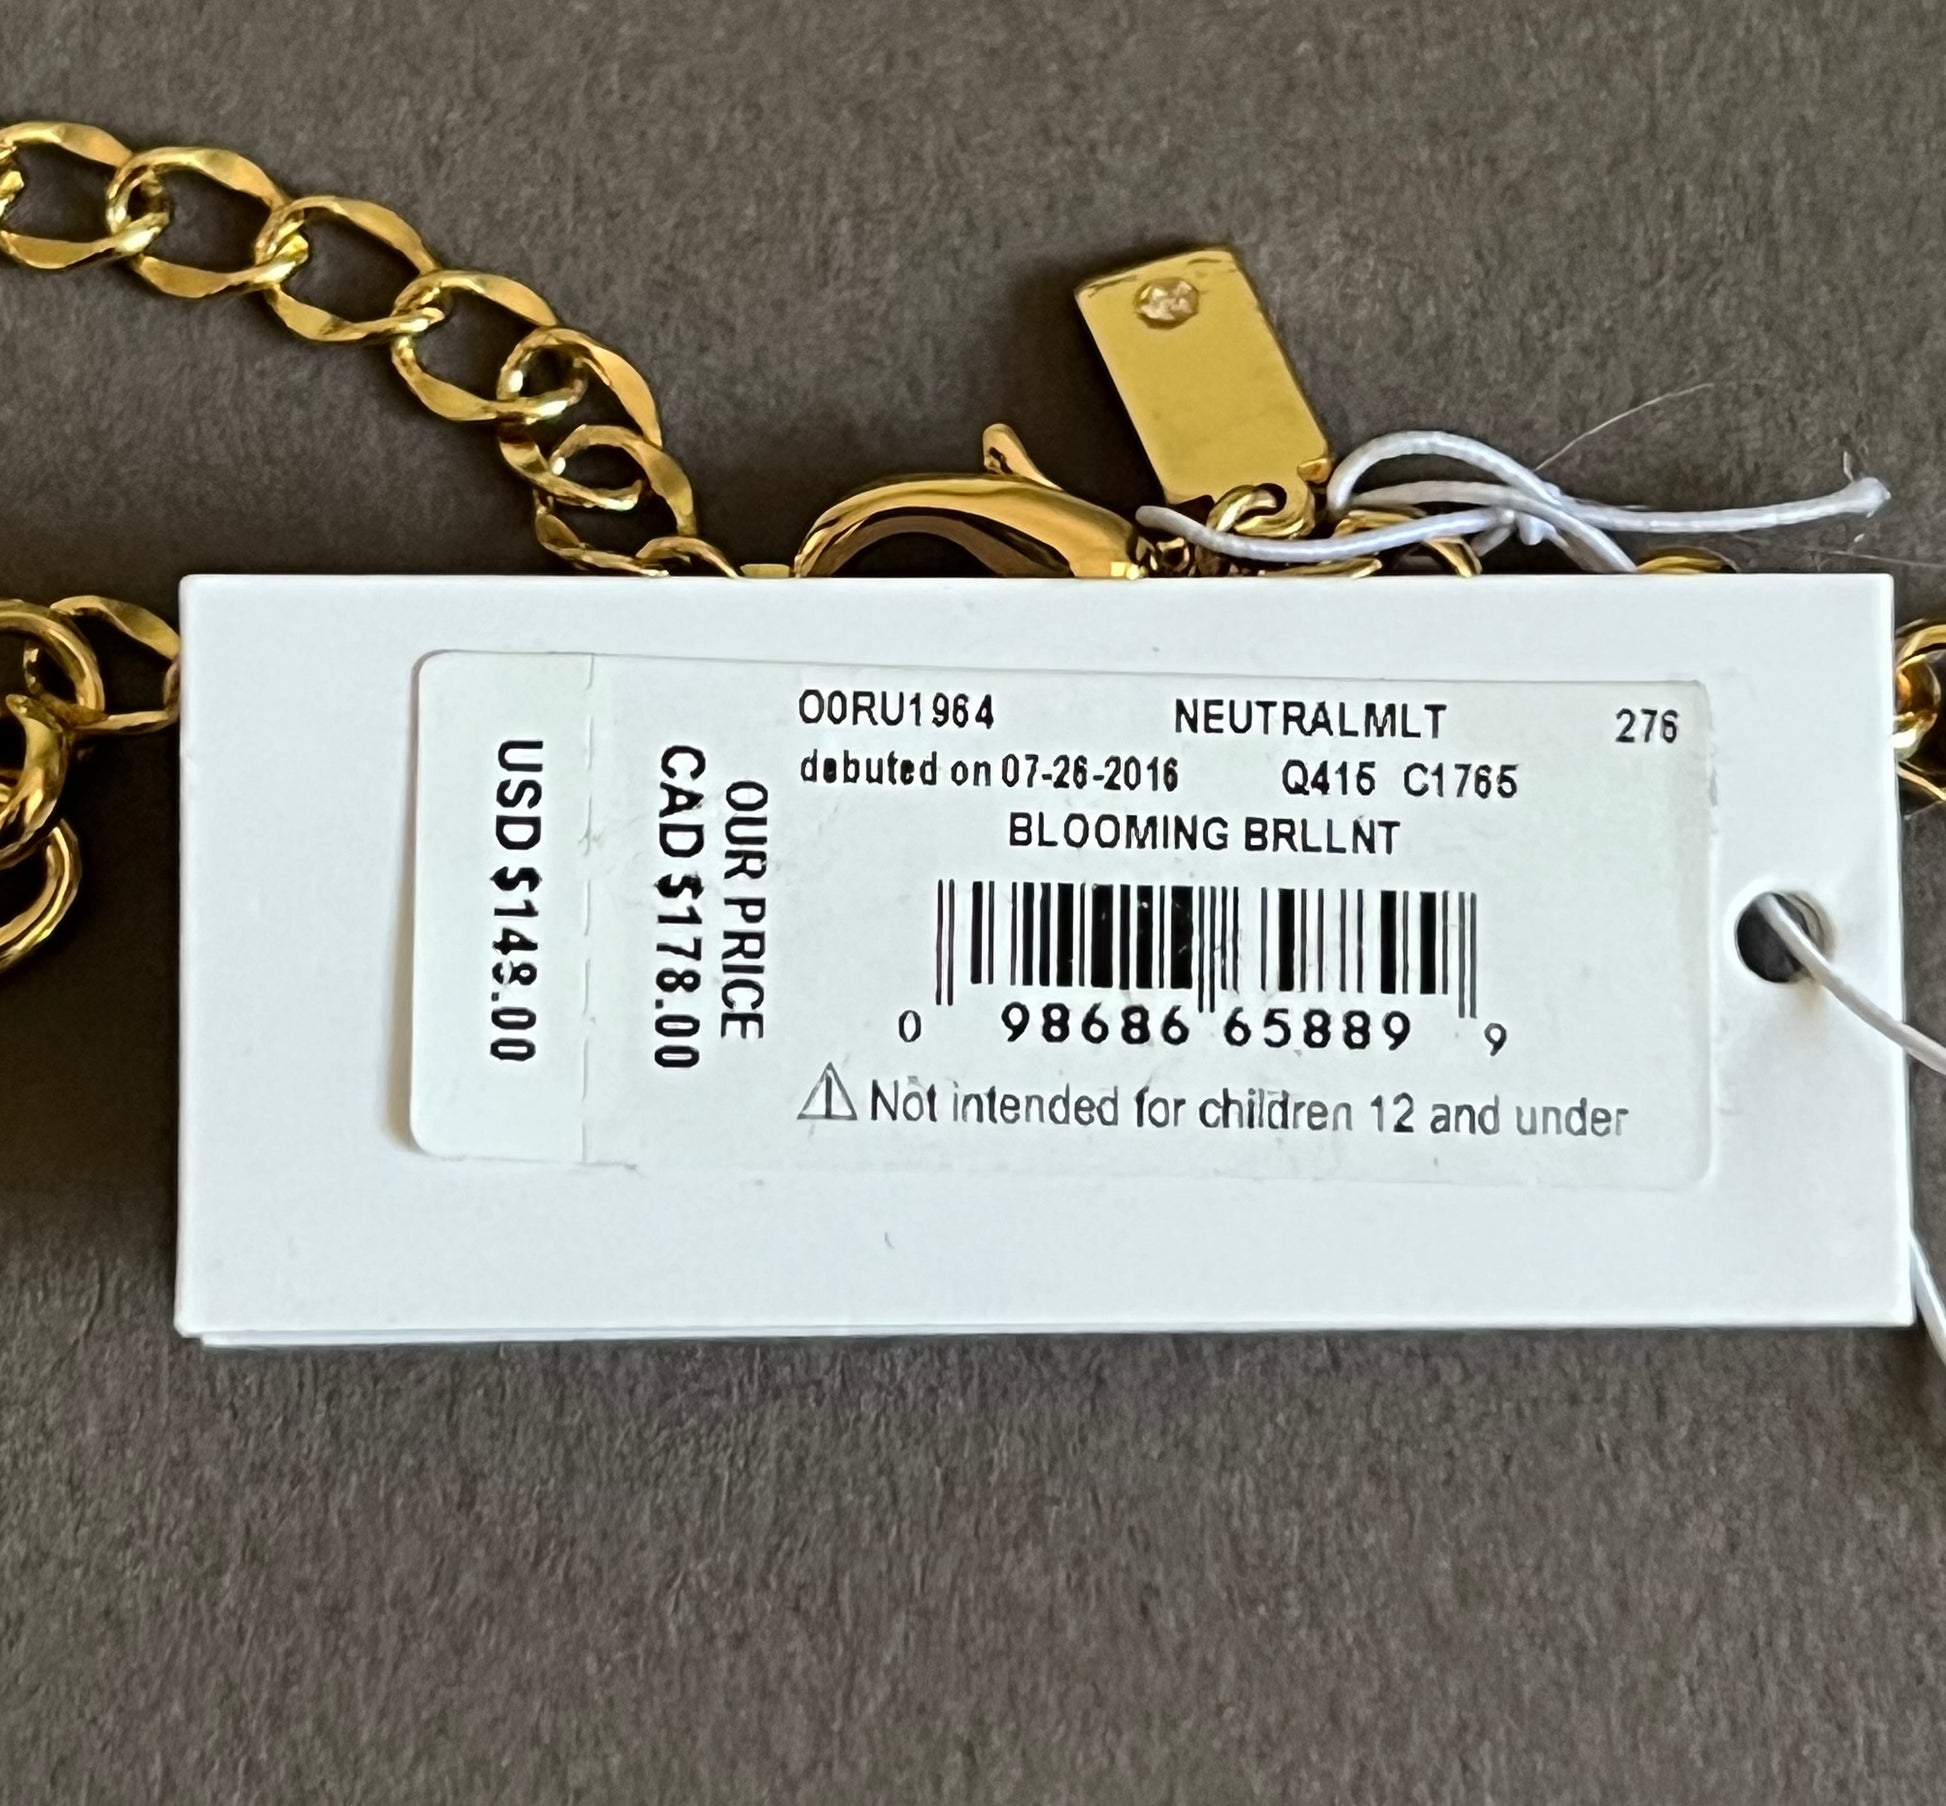 O0RU1964 NEUTRALMLT 276
debuted on 07-26-2016 Q416 C1765
BLOOMING BRLLNT
0 98686 65889 9
⚠ Not intended for children 12 and under
OUR PRICE
CAD $178.00
USD $148.00